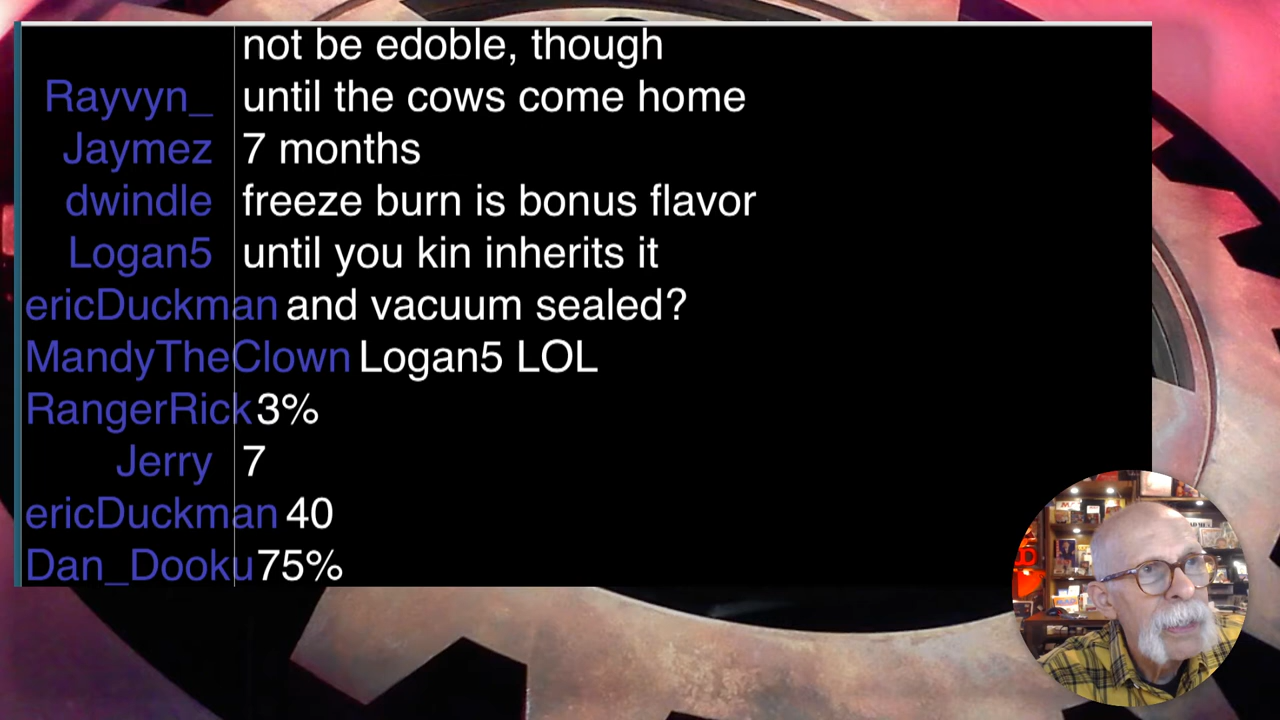 not be edoble, though
Rayvyn_ until the cows come home
Jaymez 7 months
dwindle freeze burn is bonus flavor
Logan5 until you kin inherits it
ericDuckman and vacuum sealed?
MandyTheClown Logan5 LOL
RangerRick 3%
Jerry 7
ericDuckman 40
Dan_Dooku 75%